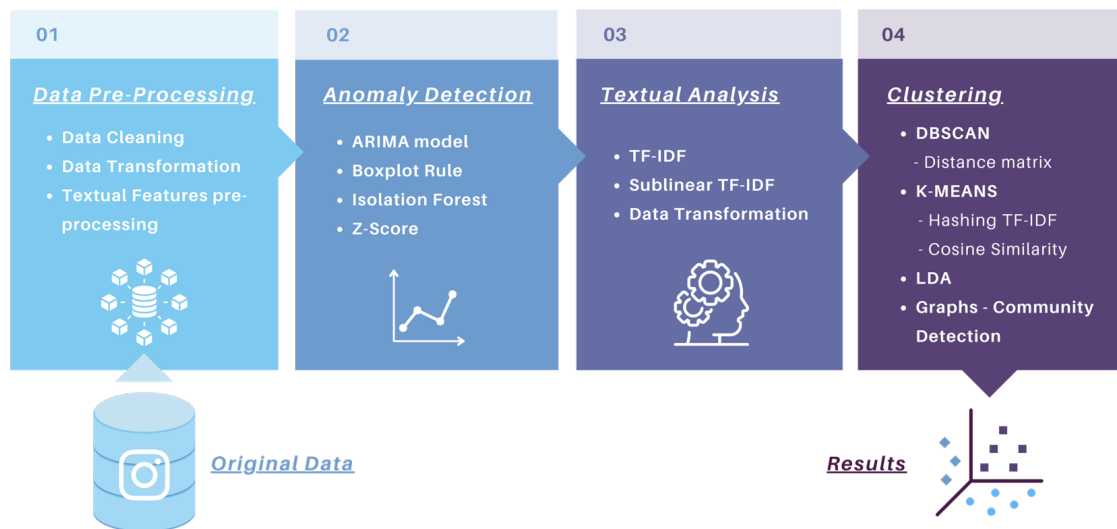 01
Data Pre-Processing
• Data Cleaning
• Data Transformation
• Textual Features pre-
processing
02
Anomaly Detection
• ARIMA model
• Boxplot Rule
• Isolation Forest
• Z-Score
03
Textual Analysis
• TF-IDF
• Sublinear TF-IDF
• Data Transformation
04
Clustering
• DBSCAN
- Distance matrix
• K-MEANS
- Hashing TF-IDF
- Cosine Similarity
• LDA
• Graphs - Community
Detection
Original Data
Results